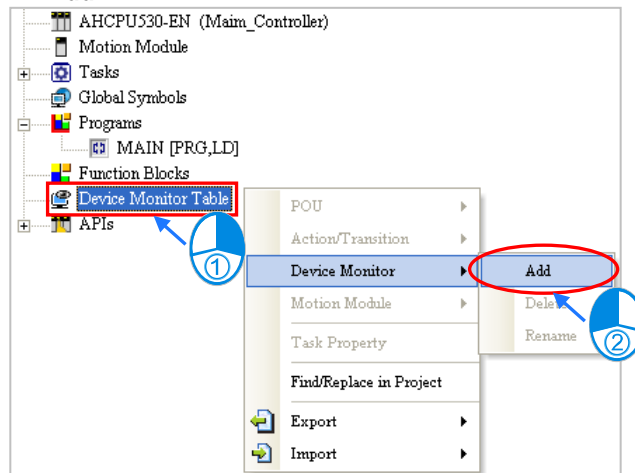 AHCPU530-EN (Maim_Controller)
Motion Module
Tasks
Global Symbols
Programs
MAIN [PRG,LD]
Function Blocks
Device Monitor Table
APIs
①
POU
Action/Transition
Device Monitor
Motion Module
Task Property
Find/Replace in Project
Export
Import
Add
Delete
Rename
②